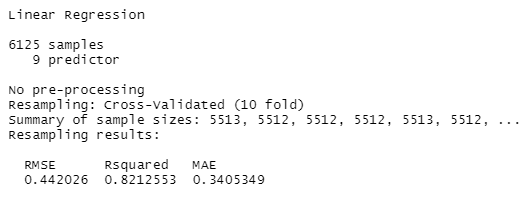 Linear Regression
6125 samples
9 predictor
No pre-processing
Resampling: Cross-Validated (10 fold)
Summary of sample sizes: 5513, 5512, 5512, 5512, 5513, 5512, ...
Resampling results:
RMSE Rsquared MAE
0.442026 0.8212553 0.3405349